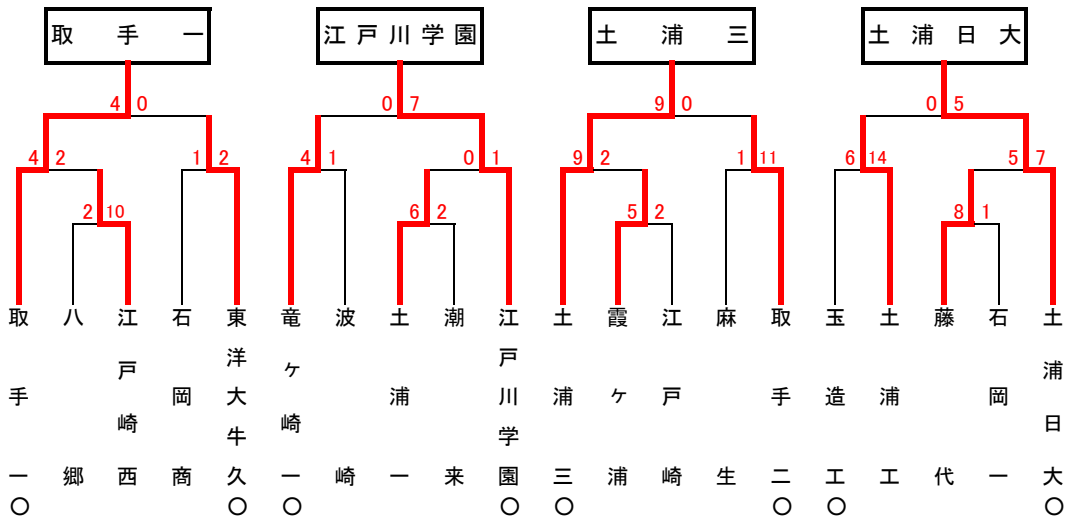 取手一 江戸川学園 土浦三 土浦日大
4 0 0 7 9 0 0 5
4 2 1 2 4 1 0 1 9 2 1 11 6 14 5 7
2 10 6 2 5 2 8 1
取手一
八郷
江戸崎西
石岡商
東洋大牛久
竜ヶ崎一
波崎
土浦一
潮来
江戸川学園
土浦三
霞ヶ浦
江戸崎
麻生
取手二
玉造工
土浦工
藤代
石岡一
土浦日大
○ ○ ○ ○ ○ ○ ○ ○